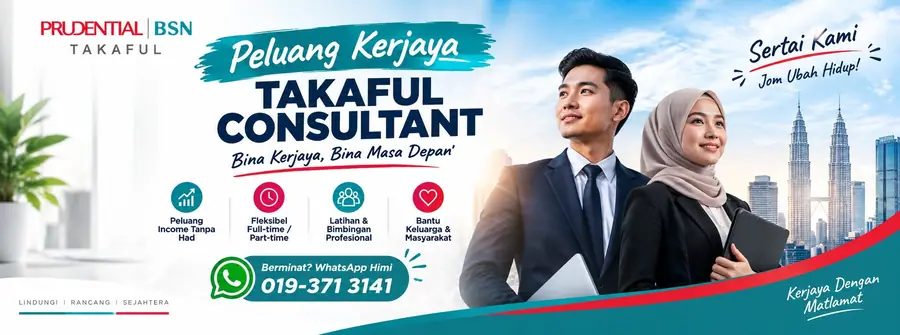 PRUDENTIAL BSN
TAKAFUL
Peluang Kerjaya
TAKAFUL
CONSULTANT
'Bina Kerjaya, Bina Masa Depan'
Sertai Kami
Jom Ubah Hidup!
Peluang
Income Tanpa
Had
Fleksibel
Full-time /
Part-time
Latihan &
Bimbingan
Profesional
Bantu
Keluarga &
Masyarakat
Berminat? WhatsApp Himi
019-371 3141
LINDUNGI | RANCANG | SEJAHTERA
Kerjaya Dengan
Matlamat